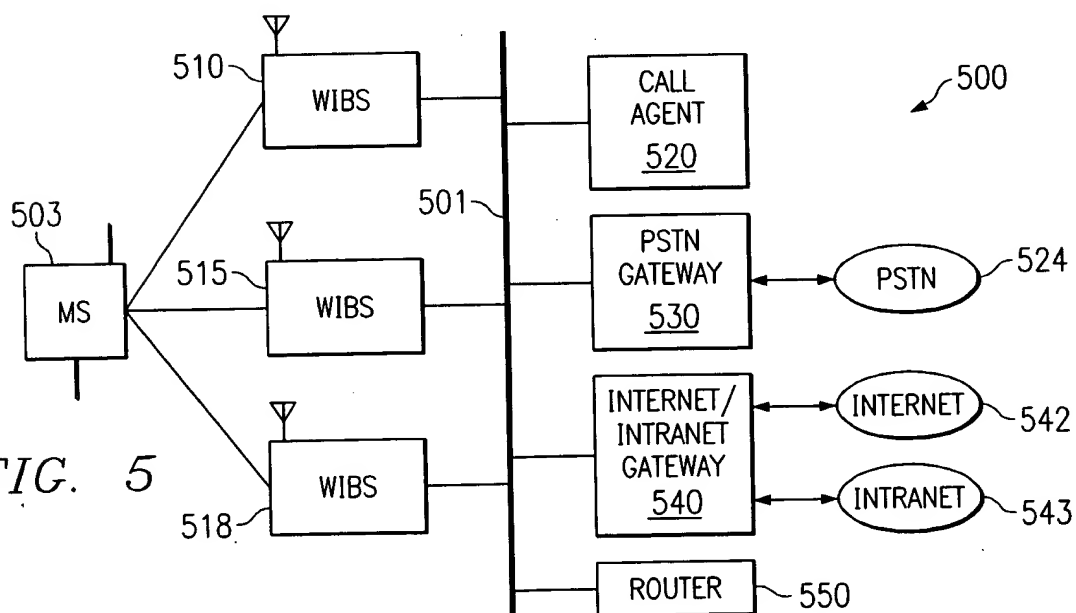 510
WIBS
CALL
AGENT
520
500
503
MS
515
WIBS
501
PSTN
GATEWAY
530
PSTN
524
518
WIBS
INTERNET/
INTRANET
GATEWAY
540
INTERNET
542
INTRANET
543
ROUTER
550
FIG. 5